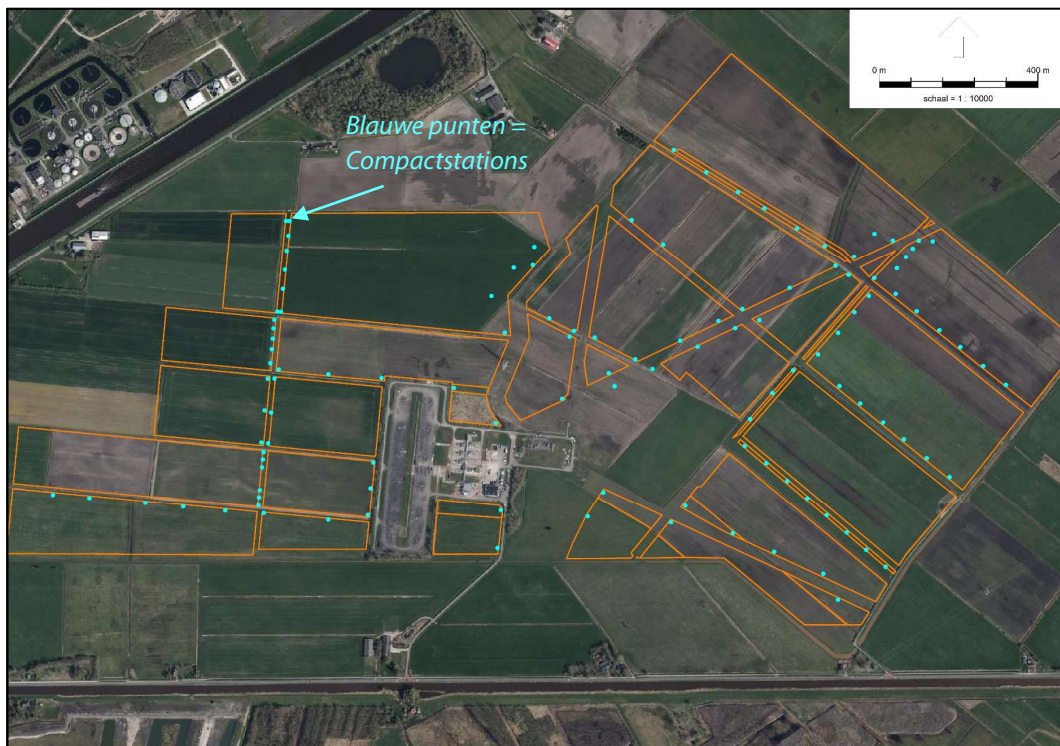 0 m 400 m
schaal = 1 : 10000
Blauwe punten =
Compactstations